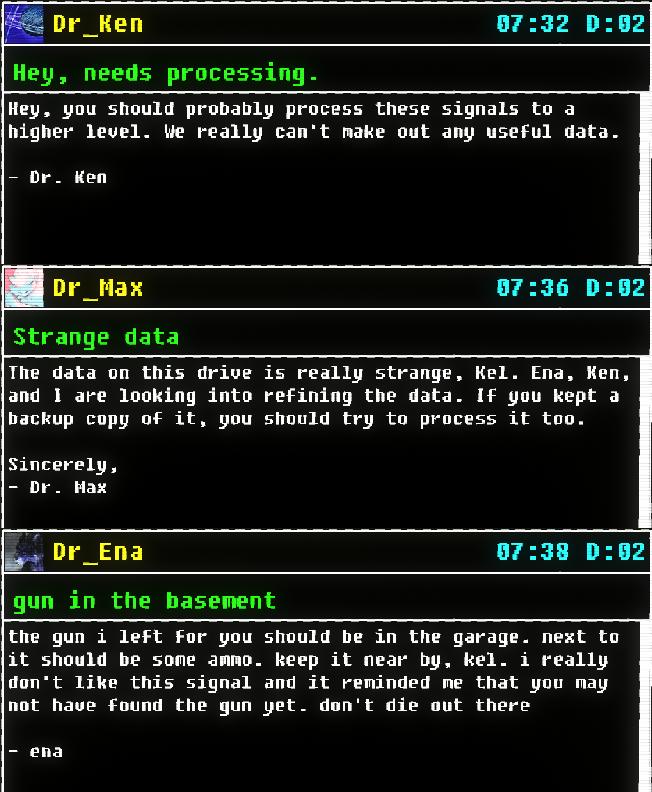 Dr_Ken
07:32 D:02
Hey, needs processing.
Hey, you should probably process these signals to a
higher level. We really can't make out any useful data.
- Dr. Ken
Dr_Max
07:36 D:02
Strange data
The data on this drive is really strange, Kel. Ena, Ken,
and I are looking into refining the data. If you kept a
backup copy of it, you should try to process it too.
Sincerely,
- Dr. Max
Dr_Ena
07:38 D:02
gun in the basement
the gun i left for you should be in the garage. next to
it should be some ammo. keep it near by, kel. i really
don't like this signal and it reminded me that you may
not have found the gun yet. don't die out there
- ena